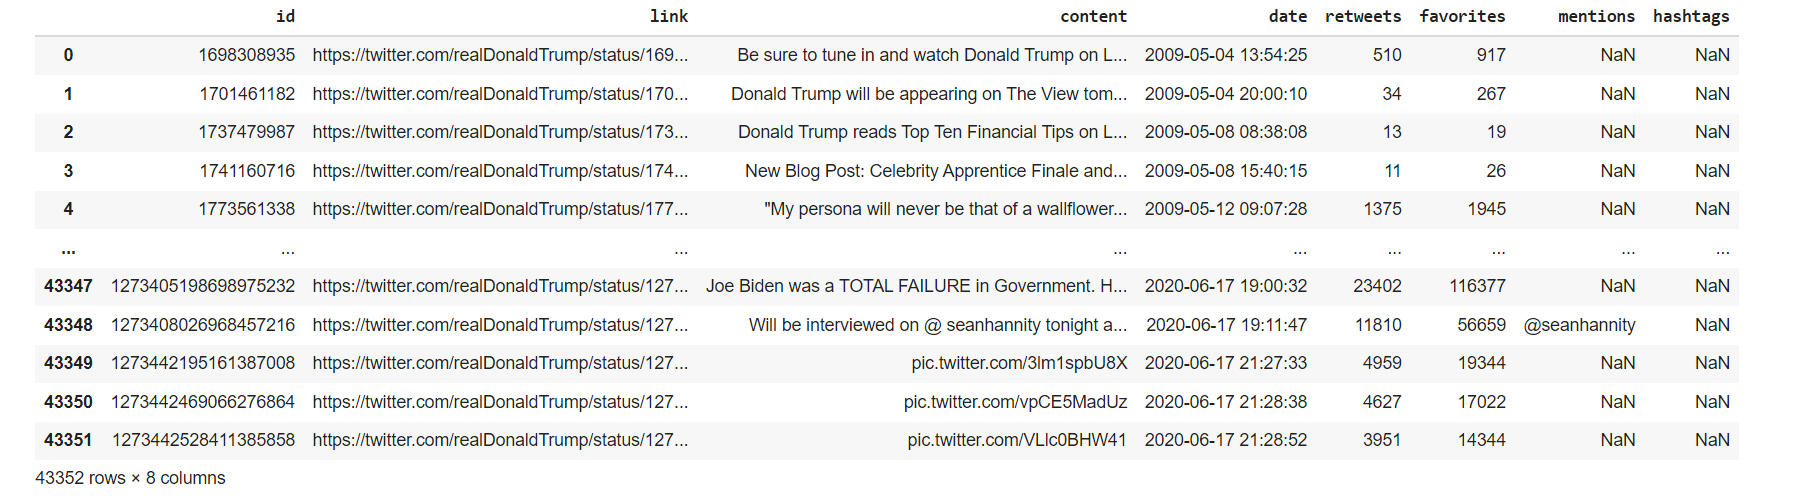 id link content date retweets favorites mentions hashtags
0 1698308935 https://twitter.com/realDonaldTrump/status/169... Be sure to tune in and watch Donald Trump on L... 2009-05-04 13:54:25 510 917 NaN NaN
1 1701461182 https://twitter.com/realDonaldTrump/status/170... Donald Trump will be appearing on The View tom... 2009-05-04 20:00:10 34 267 NaN NaN
2 1737479987 https://twitter.com/realDonaldTrump/status/173... Donald Trump reads Top Ten Financial Tips on L... 2009-05-08 08:38:08 13 19 NaN NaN
3 1741160716 https://twitter.com/realDonaldTrump/status/174... New Blog Post: Celebrity Apprentice Finale and... 2009-05-08 15:40:15 11 26 NaN NaN
4 1773561338 https://twitter.com/realDonaldTrump/status/177... "My persona will never be that of a wallflower... 2009-05-12 09:07:28 1375 1945 NaN NaN
... ... ... ... ... ... ... ... ...
43347 1273405198698975232 https://twitter.com/realDonaldTrump/status/127... Joe Biden was a TOTAL FAILURE in Government. H... 2020-06-17 19:00:32 23402 116377 NaN NaN
43348 1273408026968457216 https://twitter.com/realDonaldTrump/status/127... Will be interviewed on @ seanhannity tonight a... 2020-06-17 19:11:47 11810 56659 @seanhannity NaN
43349 1273442195161387008 https://twitter.com/realDonaldTrump/status/127... pic.twitter.com/3lm1spbU8X 2020-06-17 21:27:33 4959 19344 NaN NaN
43350 1273442469066276864 https://twitter.com/realDonaldTrump/status/127... pic.twitter.com/vpCE5MadUz 2020-06-17 21:28:38 4627 17022 NaN NaN
43351 1273442528411385858 https://twitter.com/realDonaldTrump/status/127... pic.twitter.com/VLlc0BHW41 2020-06-17 21:28:52 3951 14344 NaN NaN
43352 rows × 8 columns